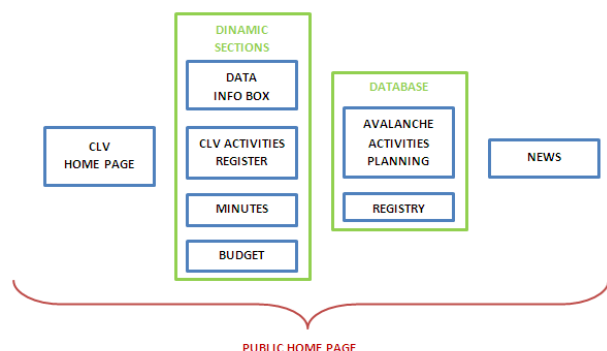 DINAMIC
SECTIONS
DATA
INFO BOX
CLV ACTIVITIES
REGISTER
MINUTES
BUDGET
DATABASE
AVALANCHE
ACTIVITIES
PLANNING
REGISTRY
CLV
HOME PAGE
NEWS
PUBLIC HOME PAGE